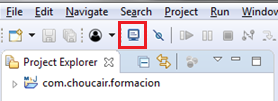 File Edit Navigate Search Project Run Window
Project Explorer
com.choucair.formacion